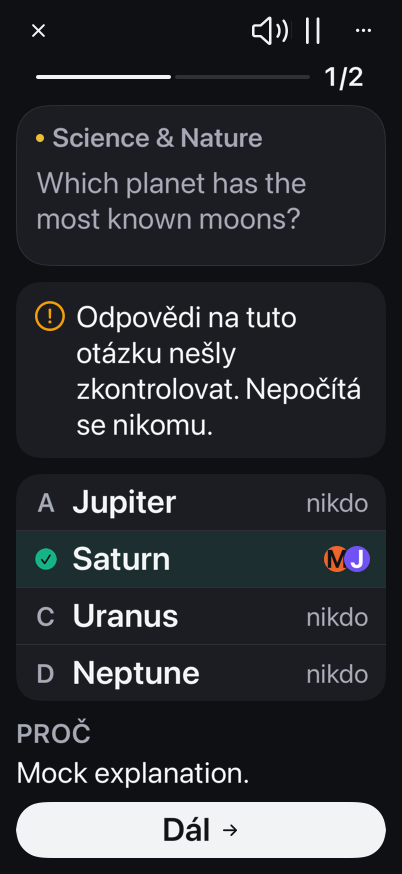 1/2
Science & Nature
Which planet has the
most known moons?
Odpovědi na tuto
otázku nešly
zkontrolovat. Nepočítá
se nikomu.
A Jupiter nikdo
Saturn M J
C Uranus nikdo
D Neptune nikdo
PROČ
Mock explanation.
Dál →